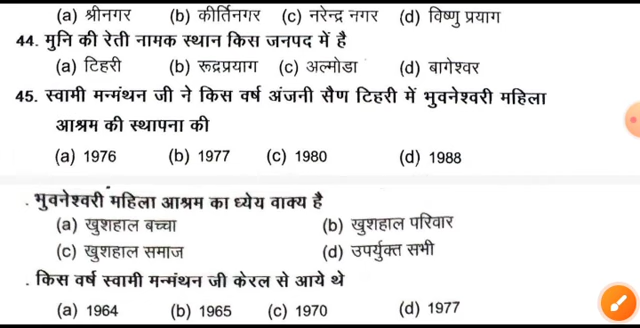 (a) श्रीनगर (b) कीर्तिनगर (c) नरेन्द्र नगर (d) विष्णु प्रयाग
44. मुनि की रेती नामक स्थान किस जनपद में है
(a) टिहरी (b) रूद्रप्रयाग (c) अल्मोडा (d) बागेश्वर
45. स्वामी मन्मंथन जी ने किस वर्ष अंजनी सैण टिहरी में भुवनेश्वरी महिला
आश्रम की स्थापना की
(a) 1976 (b) 1977 (c) 1980 (d) 1988
. भुवनेश्वरी महिला आश्रम का ध्येय वाक्य है
(a) खुशहाल बच्चा (b) खुशहाल परिवार
(c) खुशहाल समाज (d) उपर्युक्त सभी
. किस वर्ष स्वामी मन्मंथन जी केरल से आये थे
(a) 1964 (b) 1965 (c) 1970 (d) 1977